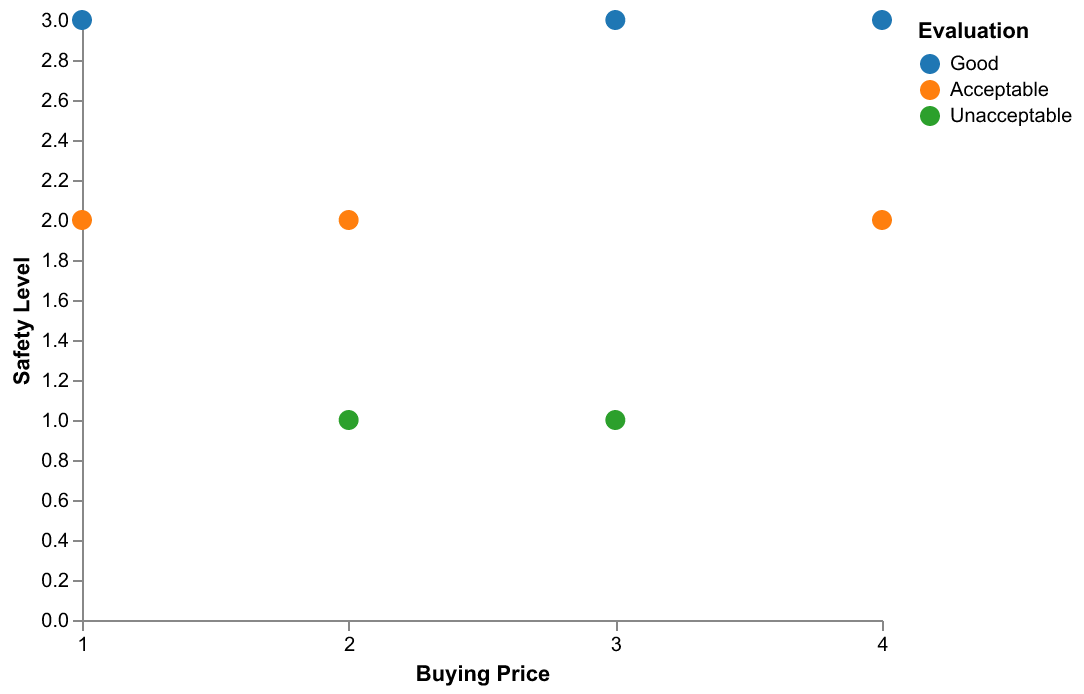 3.0
2.8
2.6
2.4
2.2
2.0
1.8
1.6
1.4
1.2
1.0
0.8
0.6
0.4
0.2
0.0
Safety Level
1 2 3 4
Buying Price
Evaluation
Good
Acceptable
Unacceptable